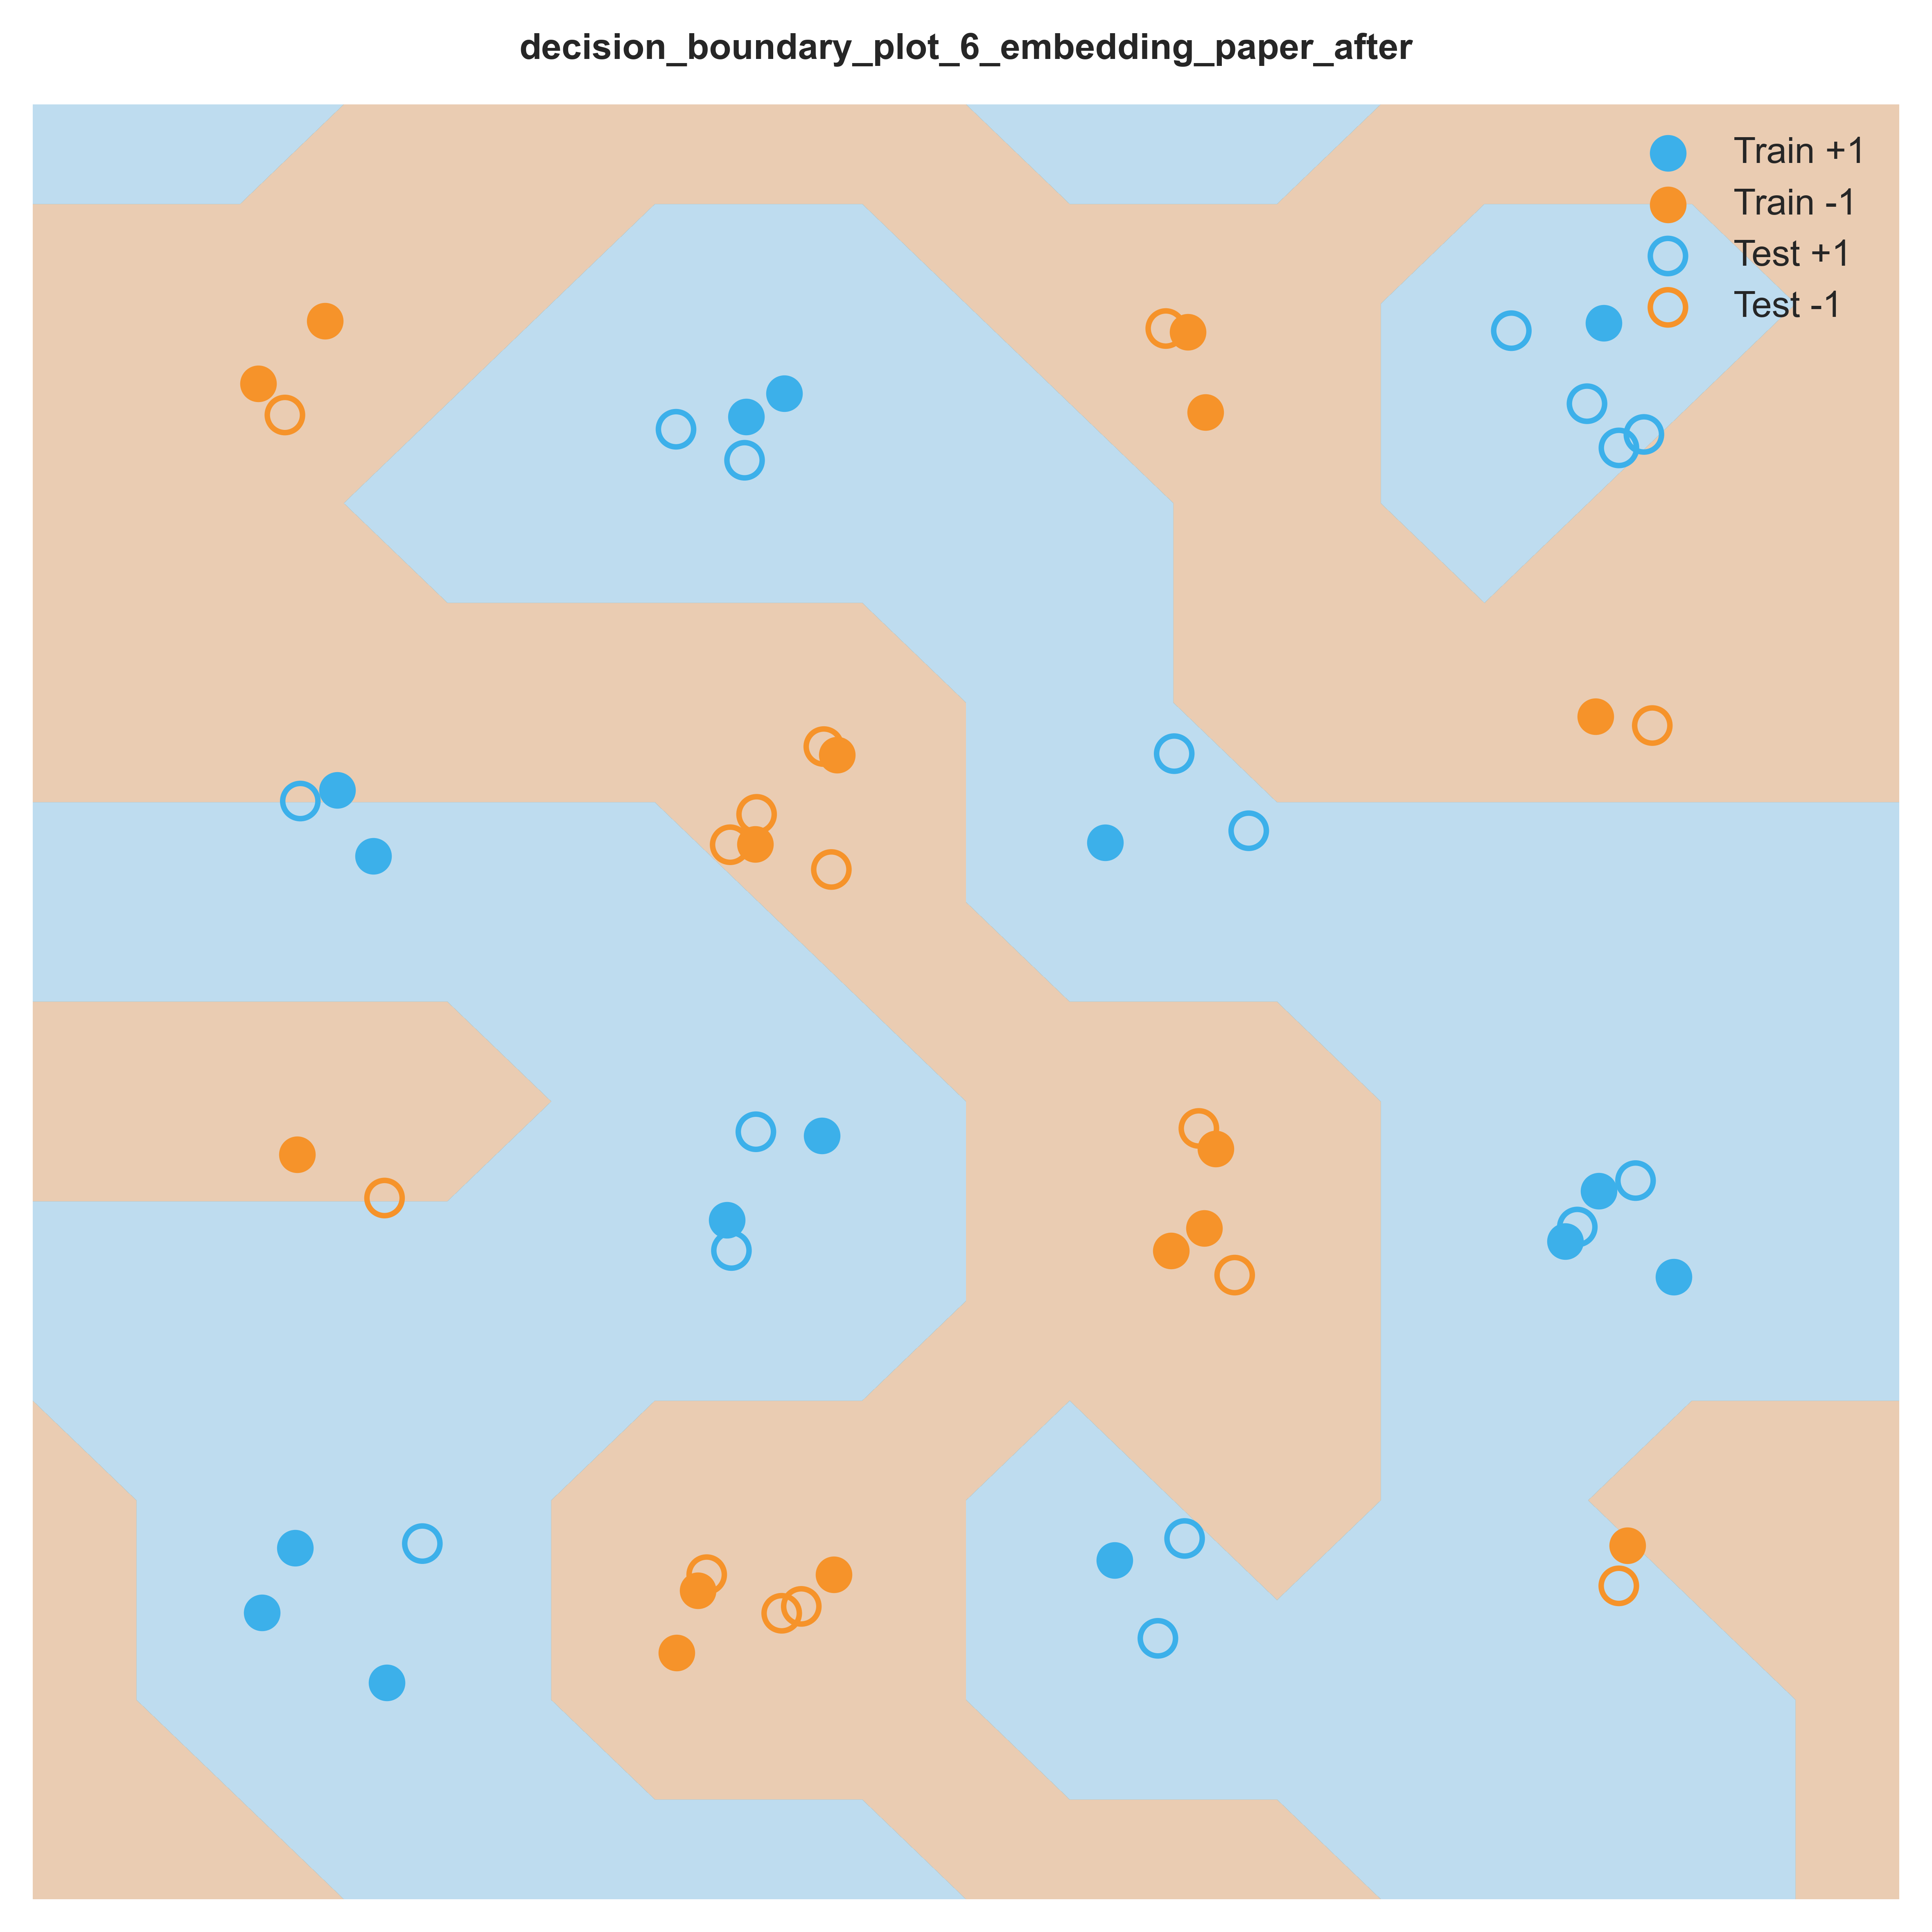 decision_boundary_plot_6_embedding_paper_after
Train +1
Train -1
Test +1
Test -1